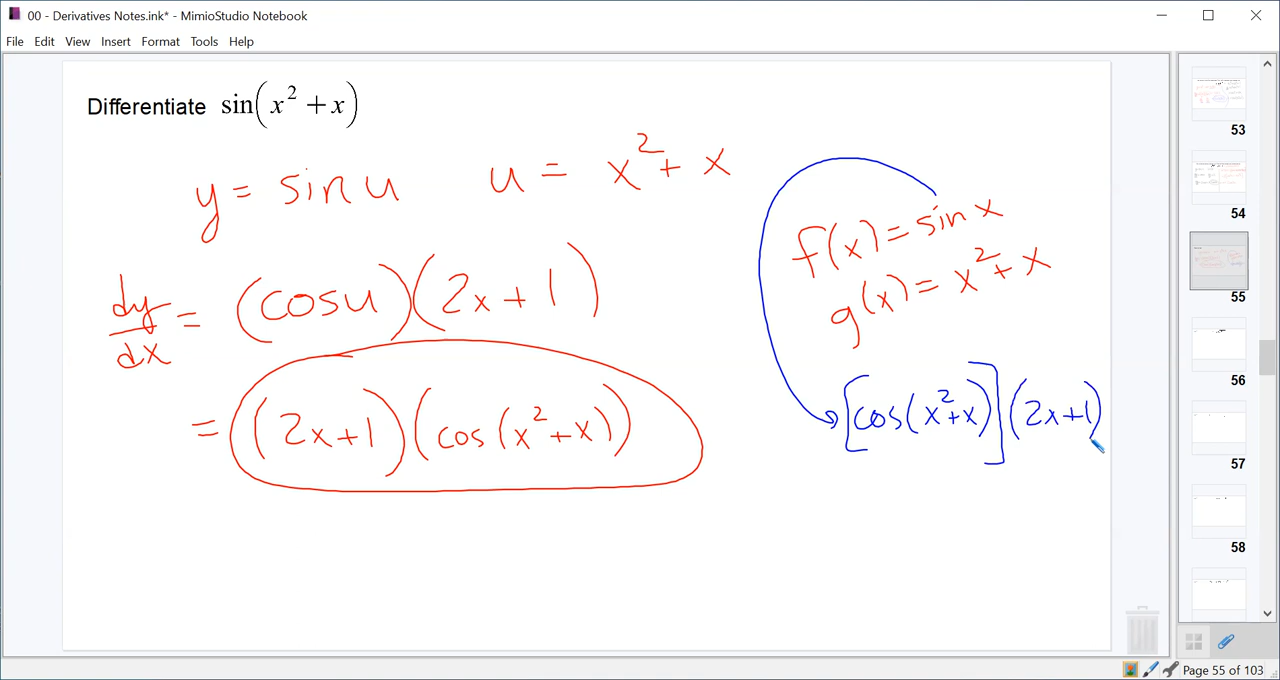 00 - Derivatives Notes.ink* - MimioStudio Notebook
File Edit View Insert Format Tools Help
Differentiate sin(x² + x)
y = sin u u = x² + x
dy/dx = (cos u)(2x + 1)
= (2x+1)(cos(x²+x))
f(x) = sin x
g(x) = x² + x
[cos(x²+x)](2x+1)
53
54
55
56
57
58
Page 55 of 103